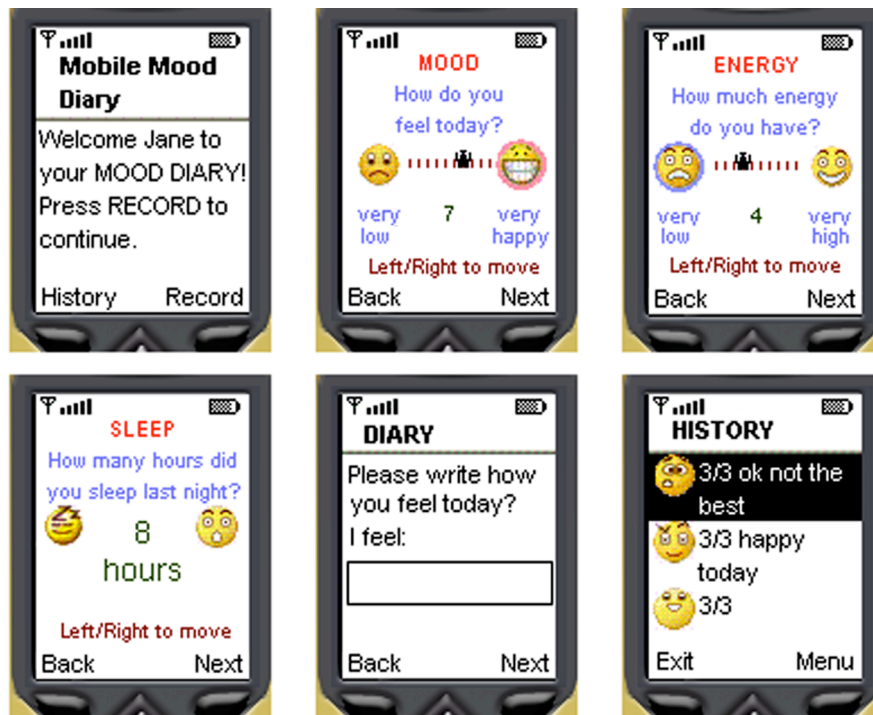 Mobile Mood
Diary
Welcome Jane to
your MOOD DIARY!
Press RECORD to
continue.
History Record
MOOD
How do you
feel today?
very 7 very
low happy
Left/Right to move
Back Next
ENERGY
How much energy
do you have?
very 4 very
low high
Left/Right to move
Back Next
SLEEP
How many hours did
you sleep last night?
8
hours
Left/Right to move
Back Next
DIARY
Please write how
you feel today?
I feel:
Back Next
HISTORY
3/3 ok not the
best
3/3 happy
today
3/3
Exit Menu